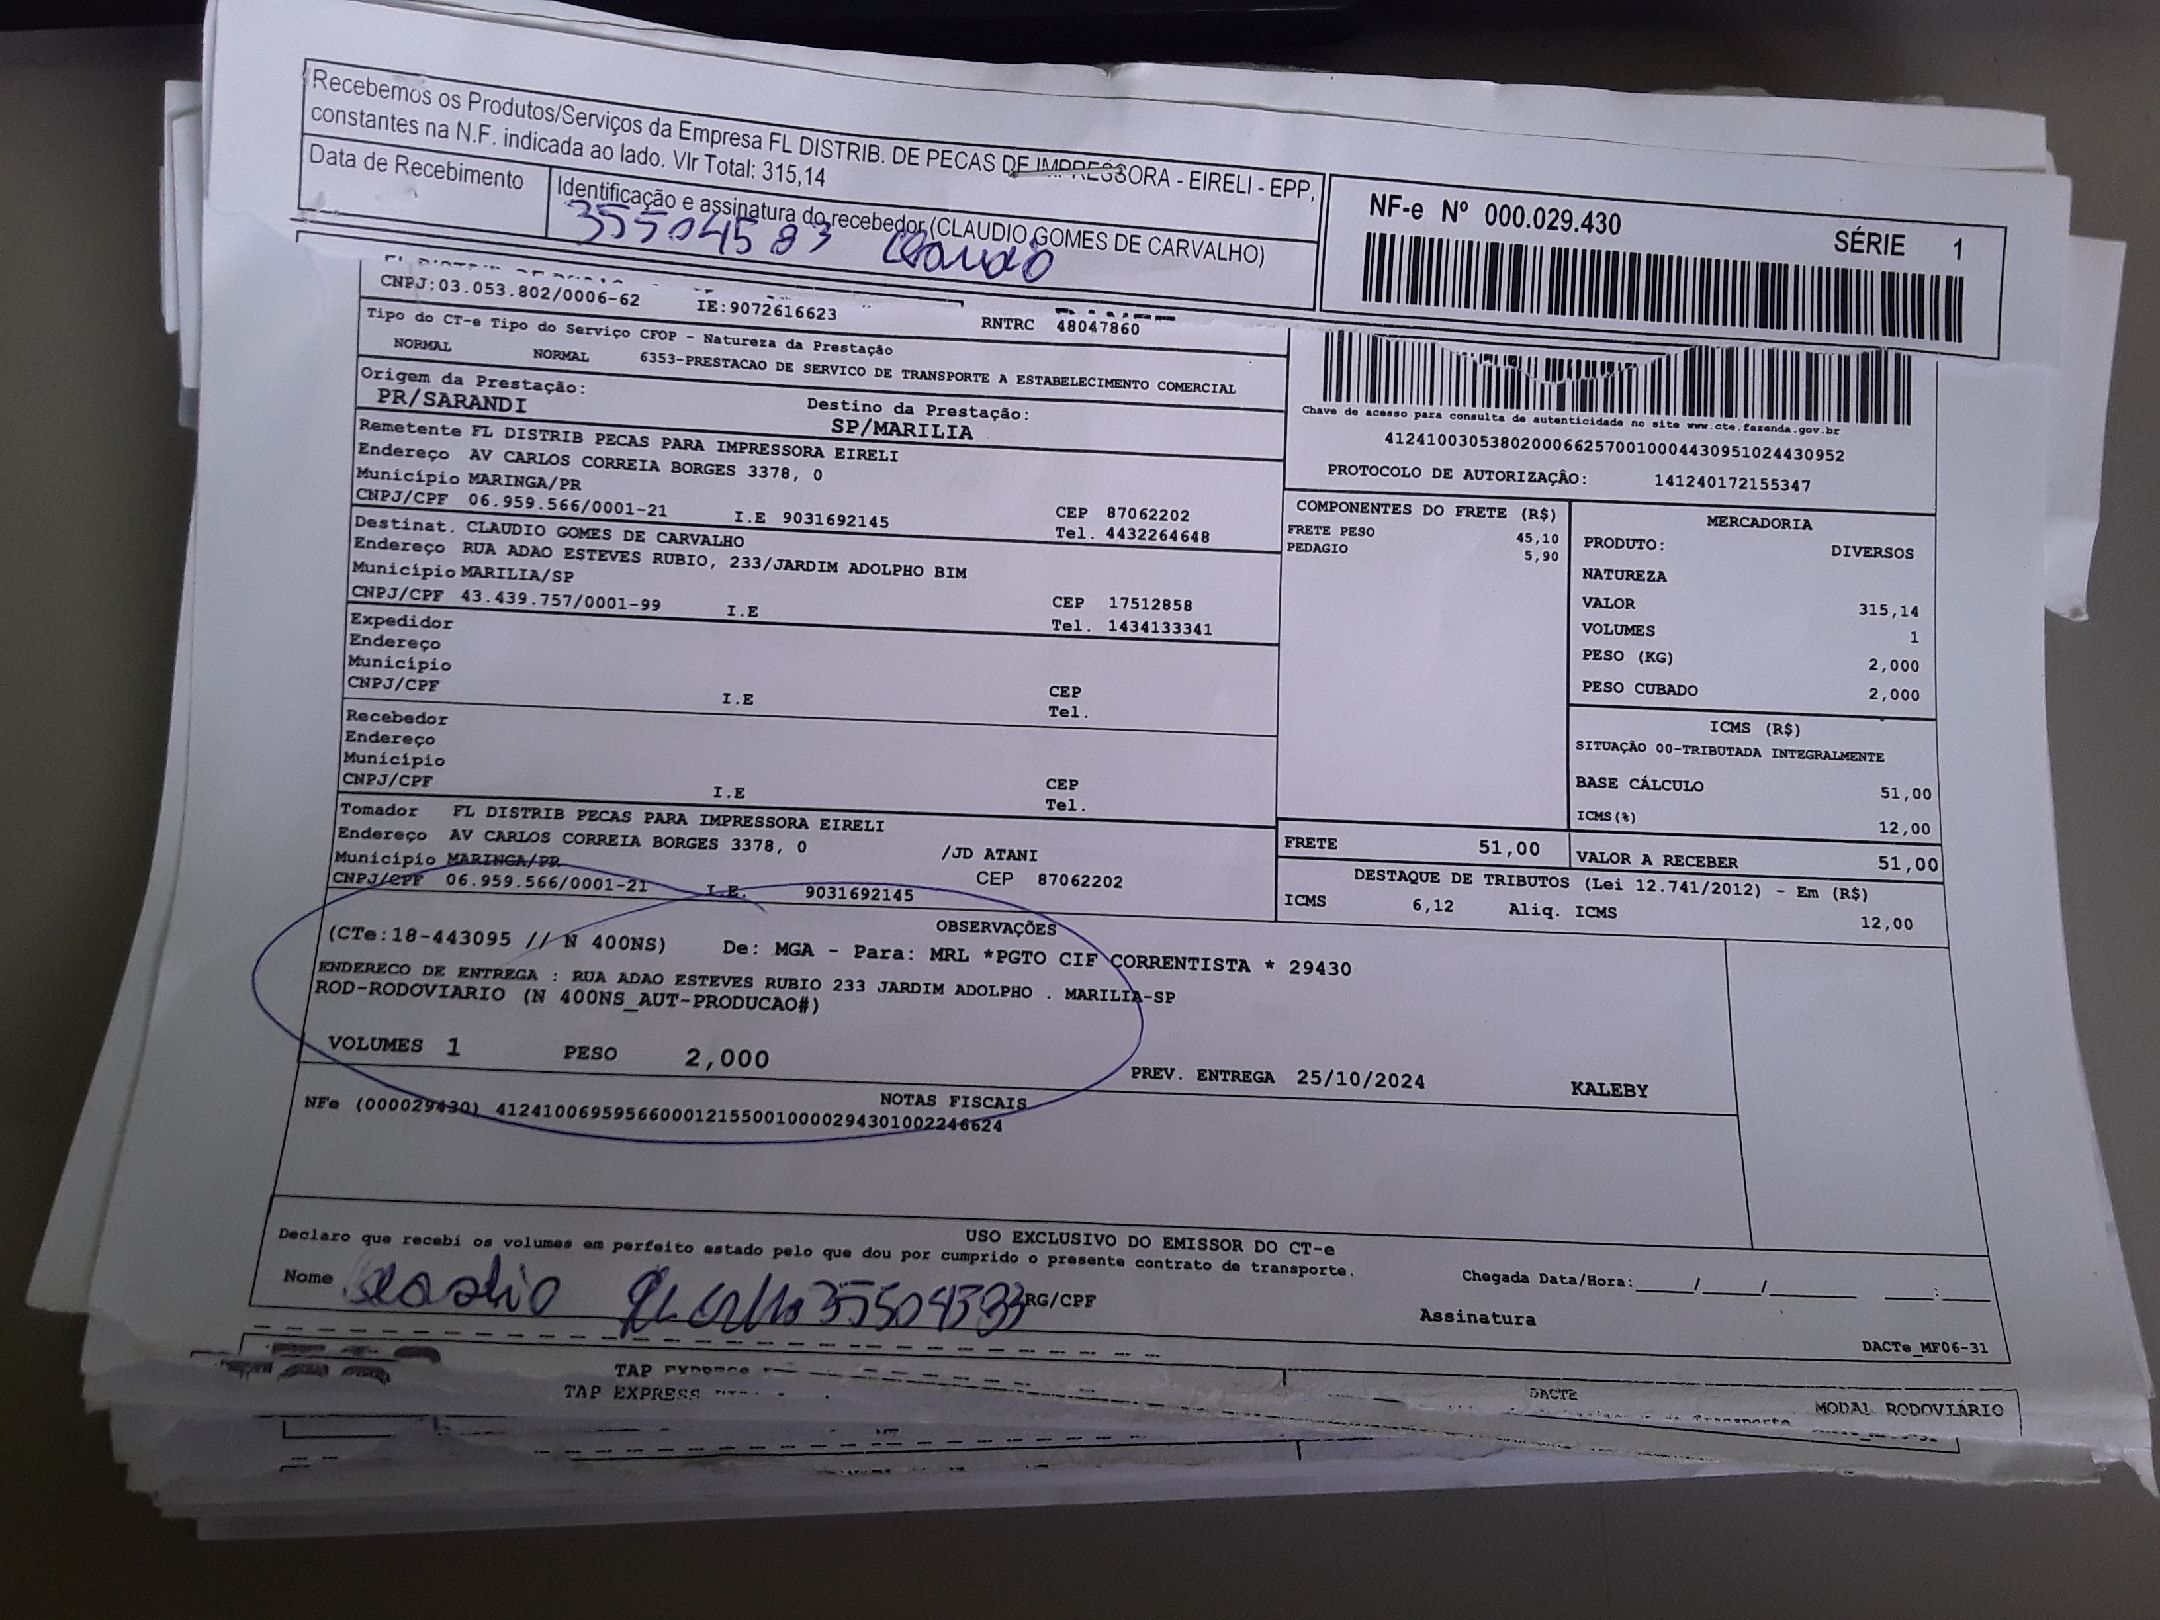 Recebemos os Produtos/Serviços da Empresa FL DISTRIB. DE PECAS DE IMPRESSORA - EIRELI - EPP,
constantes na N.F. indicada ao lado. Vlr Total: 315,14
Data de Recebimento
Identificação e assinatura do recebedor (CLAUDIO GOMES DE CARVALHO)
35504583 Claudio
NF-e Nº 000.029.430
SÉRIE 1
CNPJ:03.053.802/0006-62 IE:9072616623 RNTRC 48047860
Tipo do CT-e Tipo do Serviço CFOP - Natureza da Prestação
NORMAL NORMAL 6353-PRESTACAO DE SERVICO DE TRANSPORTE A ESTABELECIMENTO COMERCIAL
Origem da Prestação: Destino da Prestação:
PR/SARANDI SP/MARILIA
Remetente FL DISTRIB PECAS PARA IMPRESSORA EIRELI
Endereço AV CARLOS CORREIA BORGES 3378, 0
Município MARINGA/PR CEP 87062202
CNPJ/CPF 06.959.566/0001-21 I.E 9031692145 Tel. 4432264648
Destinat. CLAUDIO GOMES DE CARVALHO
Endereço RUA ADAO ESTEVES RUBIO, 233/JARDIM ADOLPHO BIM
Município MARILIA/SP CEP 17512858
CNPJ/CPF 43.439.757/0001-99 I.E Tel. 1434133341
Expedidor
Endereço
Município CEP
CNPJ/CPF I.E Tel.
Recebedor
Endereço
Município CEP
CNPJ/CPF I.E Tel.
Tomador FL DISTRIB PECAS PARA IMPRESSORA EIRELI
Endereço AV CARLOS CORREIA BORGES 3378, 0 /JD ATANI
Município MARINGA/PR CEP 87062202
CNPJ/CPF 06.959.566/0001-21 I.E. 9031692145
Chave de acesso para consulta de autenticidade no site www.cte.fazenda.gov.br
41241003053802000662570010004430951024430952
PROTOCOLO DE AUTORIZAÇÃO: 141240172155347
COMPONENTES DO FRETE (R$)
FRETE PESO 45,10
PEDAGIO 5,90
MERCADORIA
PRODUTO: DIVERSOS
NATUREZA
VALOR 315,14
VOLUMES 1
PESO (KG) 2,000
PESO CUBADO 2,000
ICMS (R$)
SITUAÇÃO 00-TRIBUTADA INTEGRALMENTE
BASE CÁLCULO 51,00
ICMS(%) 12,00
FRETE 51,00 VALOR A RECEBER 51,00
DESTAQUE DE TRIBUTOS (Lei 12.741/2012) - Em (R$)
ICMS 6,12 Aliq. ICMS 12,00
OBSERVAÇÕES
(CTe:18-443095 // N 400NS) De: MGA - Para: MRL *PGTO CIF CORRENTISTA * 29430
ENDERECO DE ENTREGA : RUA ADAO ESTEVES RUBIO 233 JARDIM ADOLPHO . MARILIA-SP
ROD-RODOVIARIO (N 400NS_AUT-PRODUCAO#)
VOLUMES 1 PESO 2,000 PREV. ENTREGA 25/10/2024 KALEBY
NOTAS FISCAIS
NFe (000029430) 41241006959566000121550010000294301002246624
USO EXCLUSIVO DO EMISSOR DO CT-e
Declaro que recebi os volumes em perfeito estado pelo que dou por cumprido o presente contrato de transporte.
Chegada Data/Hora:____/____/______ ___:___
Nome RG/CPF Assinatura
DACTe_MF06-31
TAP EXPRESS
TAP EXPRESS
DACTE
MODAL RODOVIÁRIO